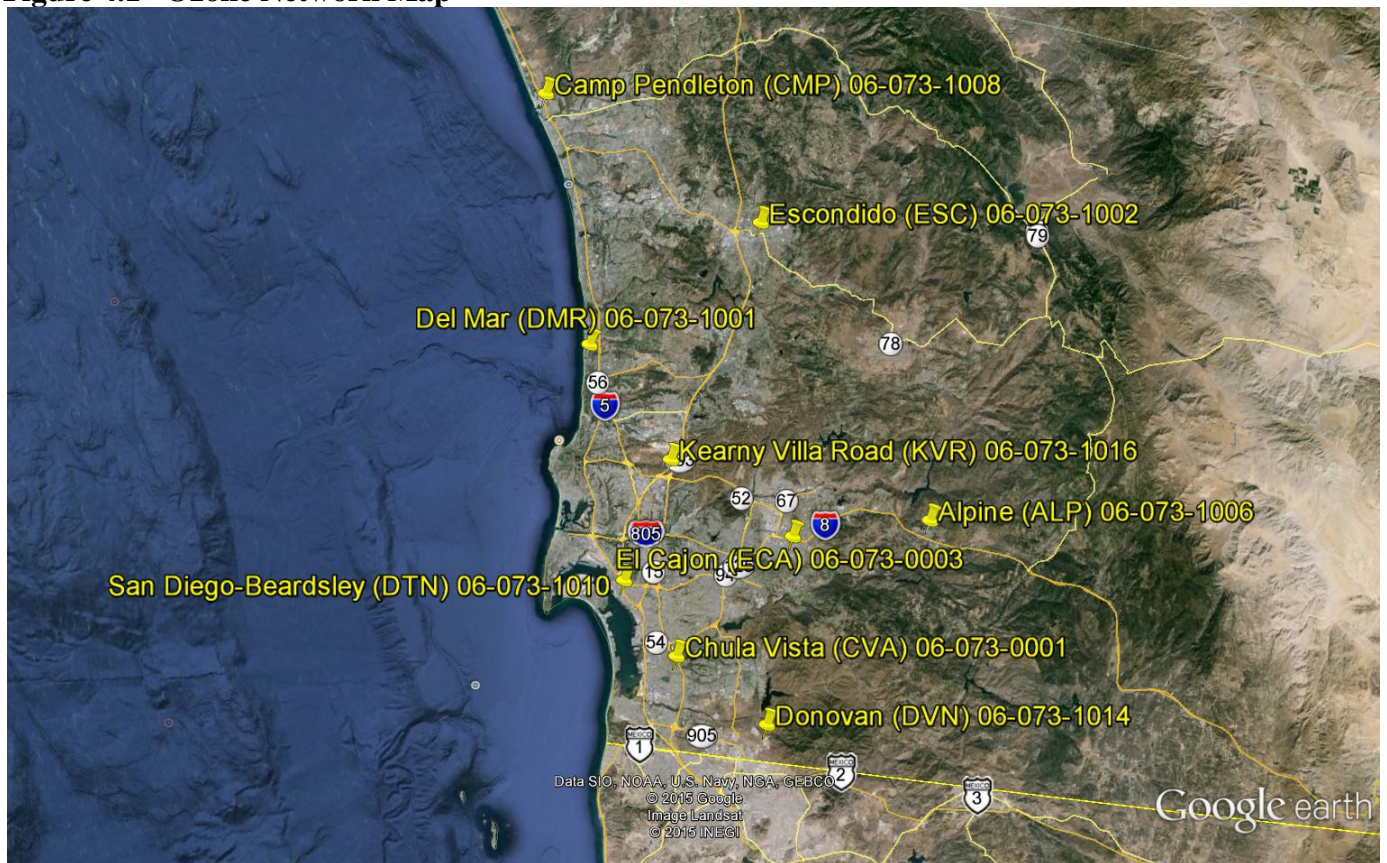 Camp Pendleton (CMP) 06-073-1008
Escondido (ESC) 06-073-1002
79
Del Mar (DMR) 06-073-1001
78
56
5
Kearny Villa Road (KVR) 06-073-1016
52
67
8
Alpine (ALP) 06-073-1006
805
El Cajon (ECA) 06-073-0003
15
94
San Diego-Beardsley (DTN) 06-073-1010
54
Chula Vista (CVA) 06-073-0001
Donovan (DVN) 06-073-1014
905
MEXICO
1
MEXICO
2
MEXICO
3
Data SIO, NOAA, U.S. Navy, NGA, GEBCO
© 2015 Google
Image Landsat
© 2015 INEGI
Google earth